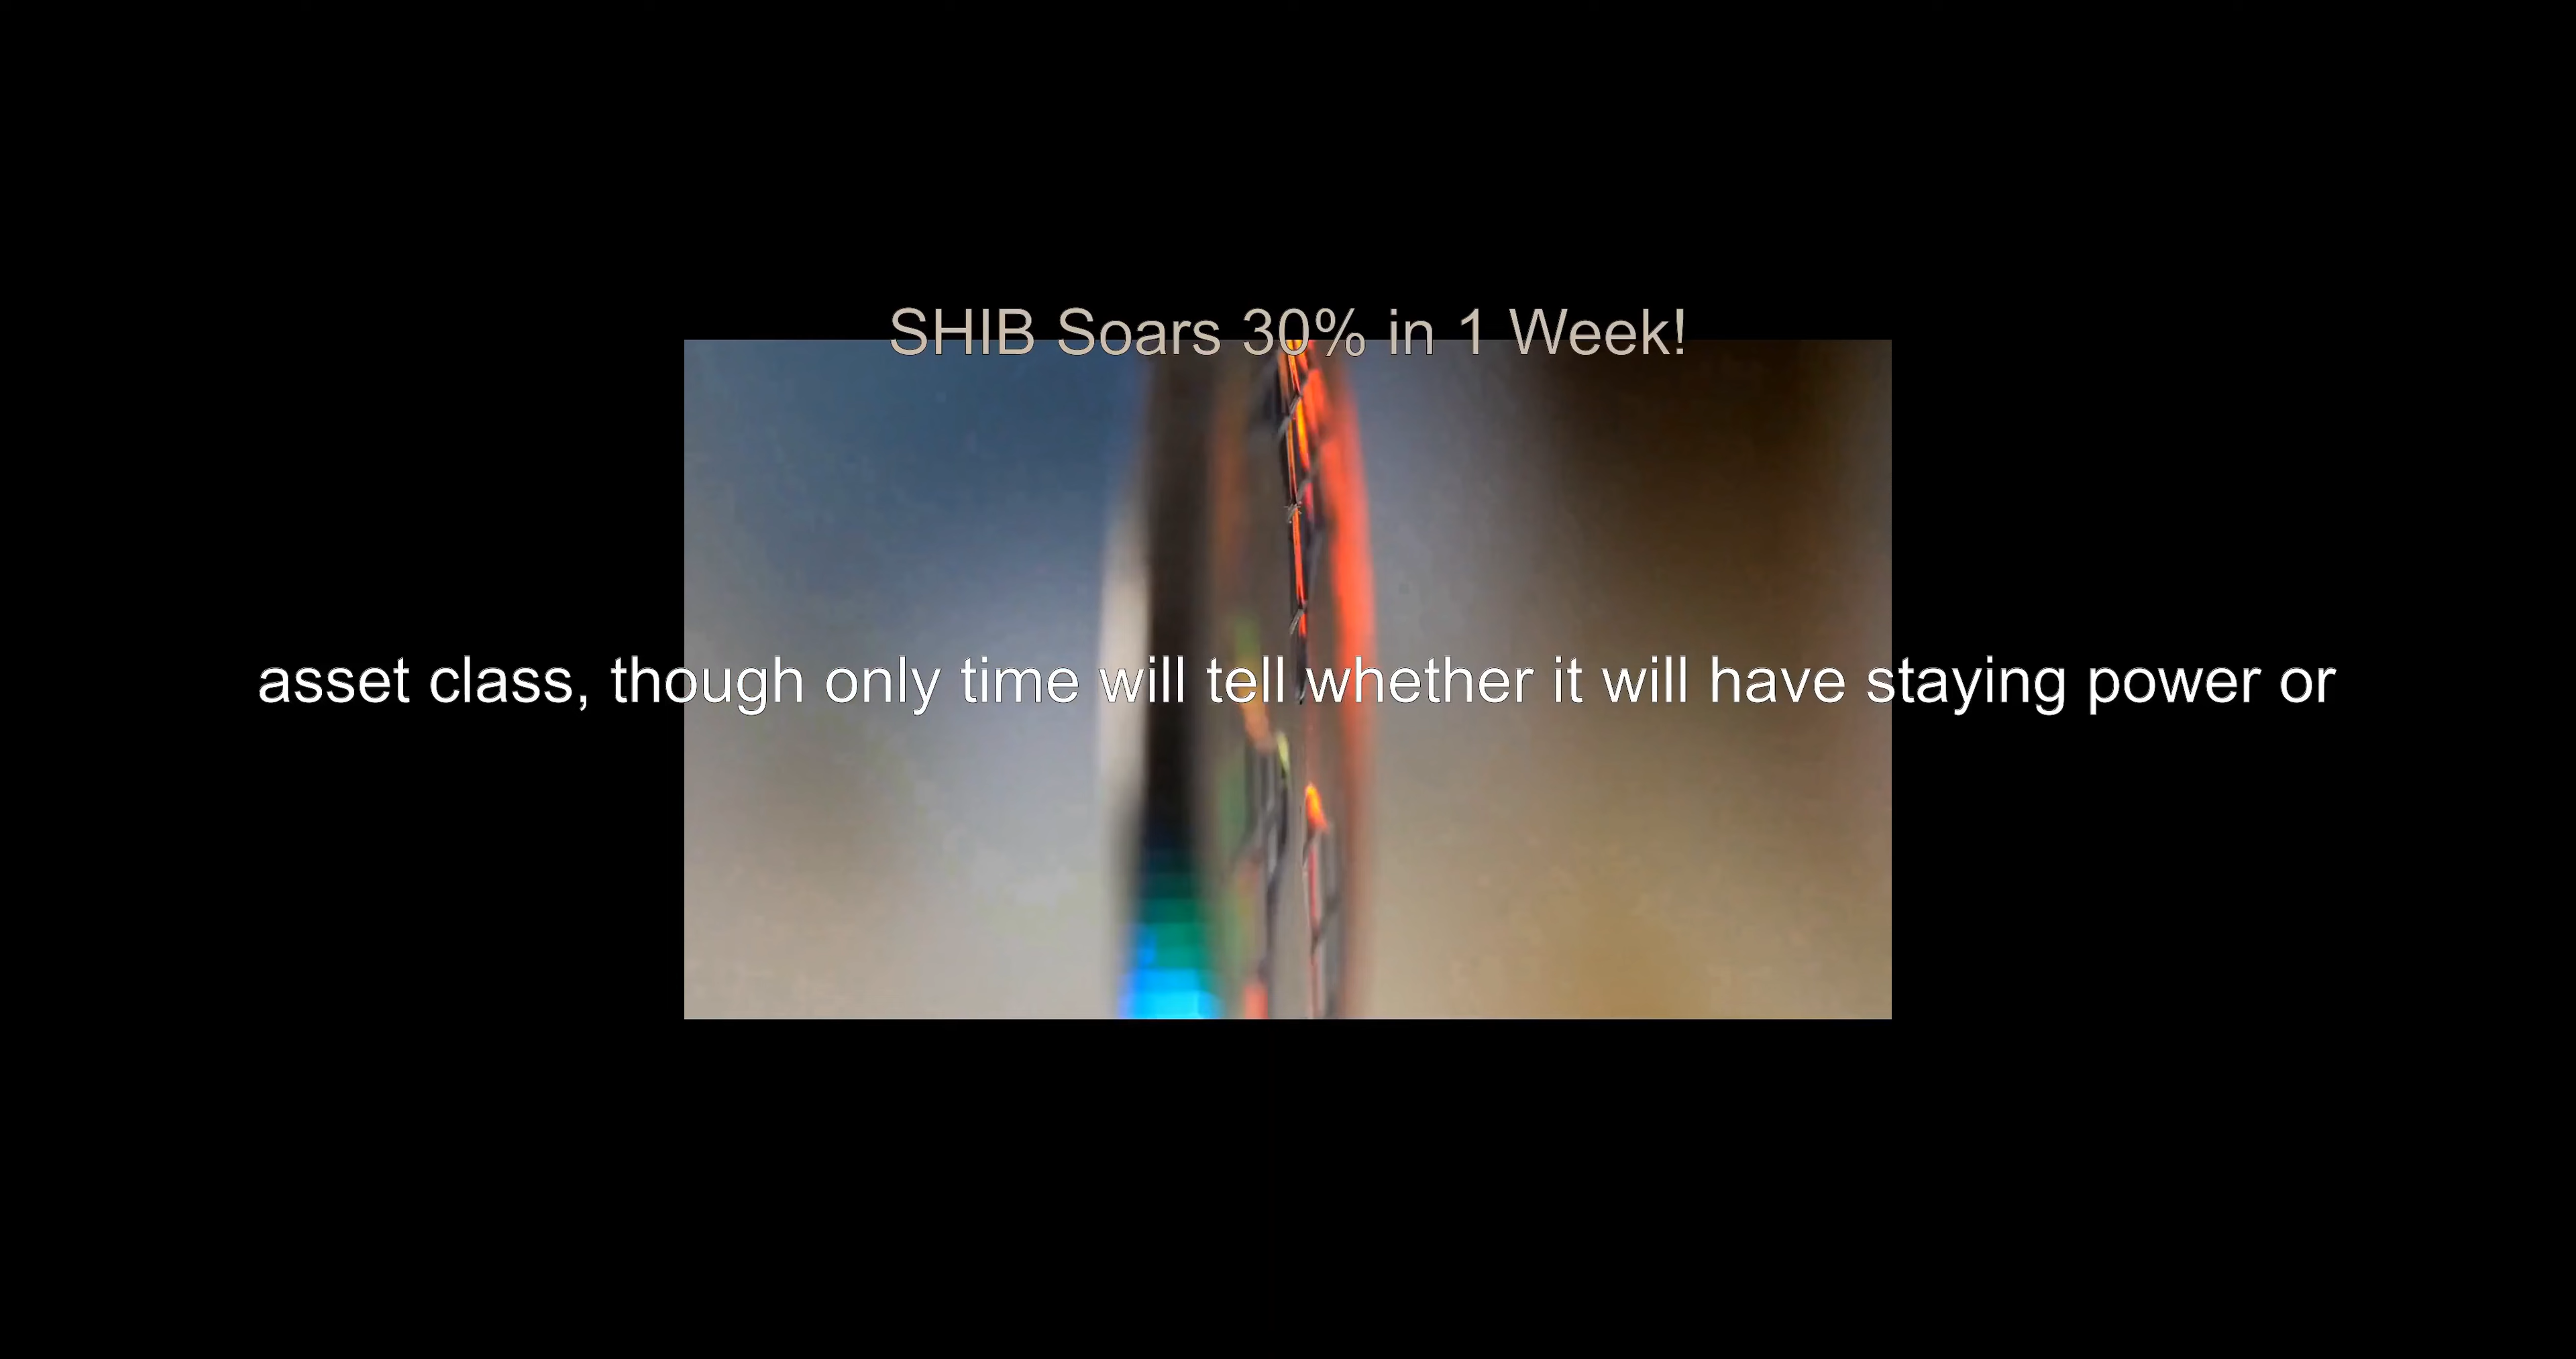 SHIB Soars 30% in 1 Week!
asset class, though only time will tell whether it will have staying power or